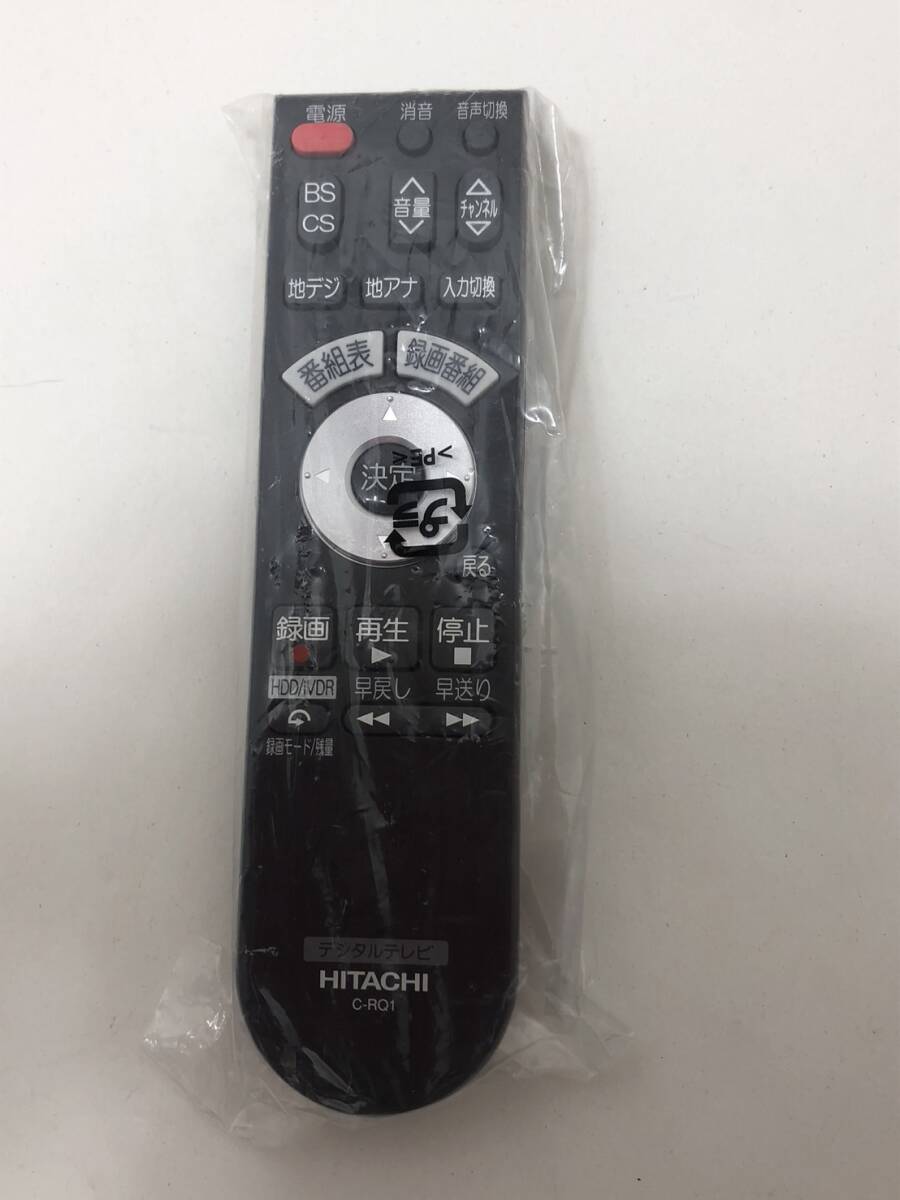 電源 消音 音声切換
BS
CS
音量
チャンネル
地デジ 地アナ 入力切換
番組表 録画番組
決定
>PE<
プラ
戻る
録画 再生 停止
HDD/iVDR 早戻し 早送り
録画モード/残量
デジタルテレビ
HITACHI
C-RQ1